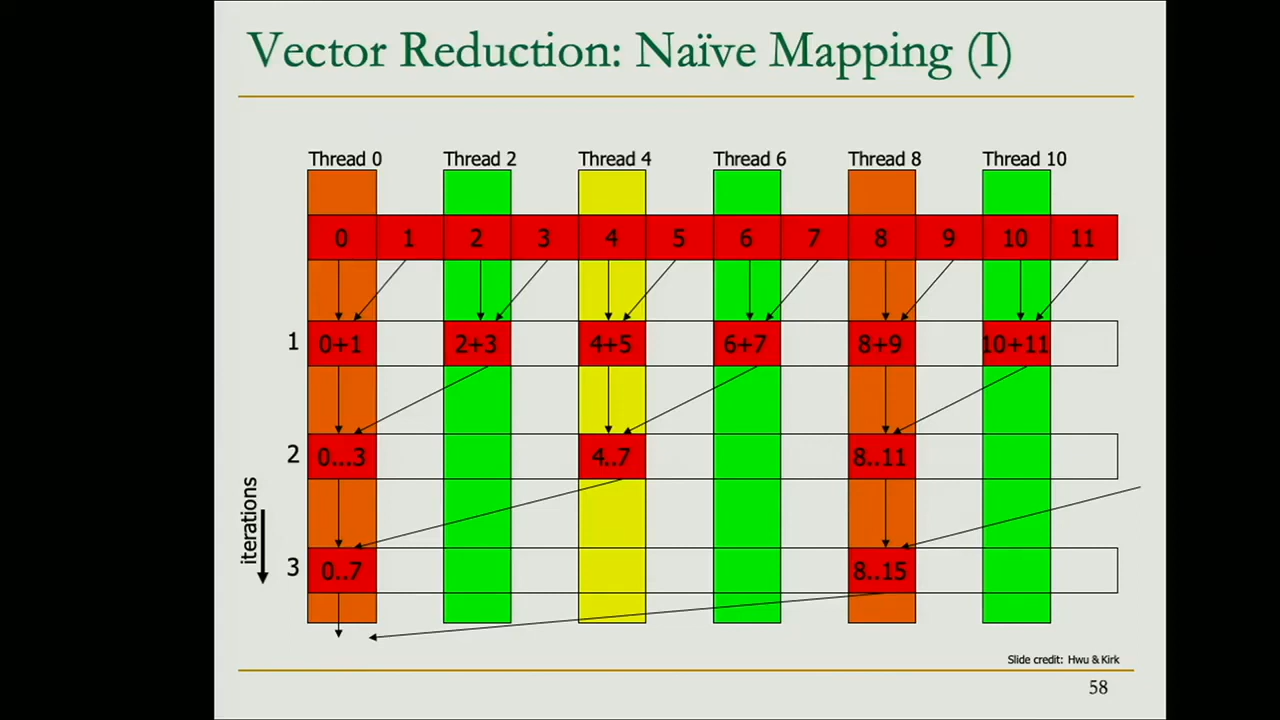 Vector Reduction: Naïve Mapping (I)
Thread 0 Thread 2 Thread 4 Thread 6 Thread 8 Thread 10
0 1 2 3 4 5 6 7 8 9 10 11
1 0+1 2+3 4+5 6+7 8+9 10+11
2 0...3 4..7 8..11
iterations
3 0..7 8..15
Slide credit: Hwu & Kirk
58